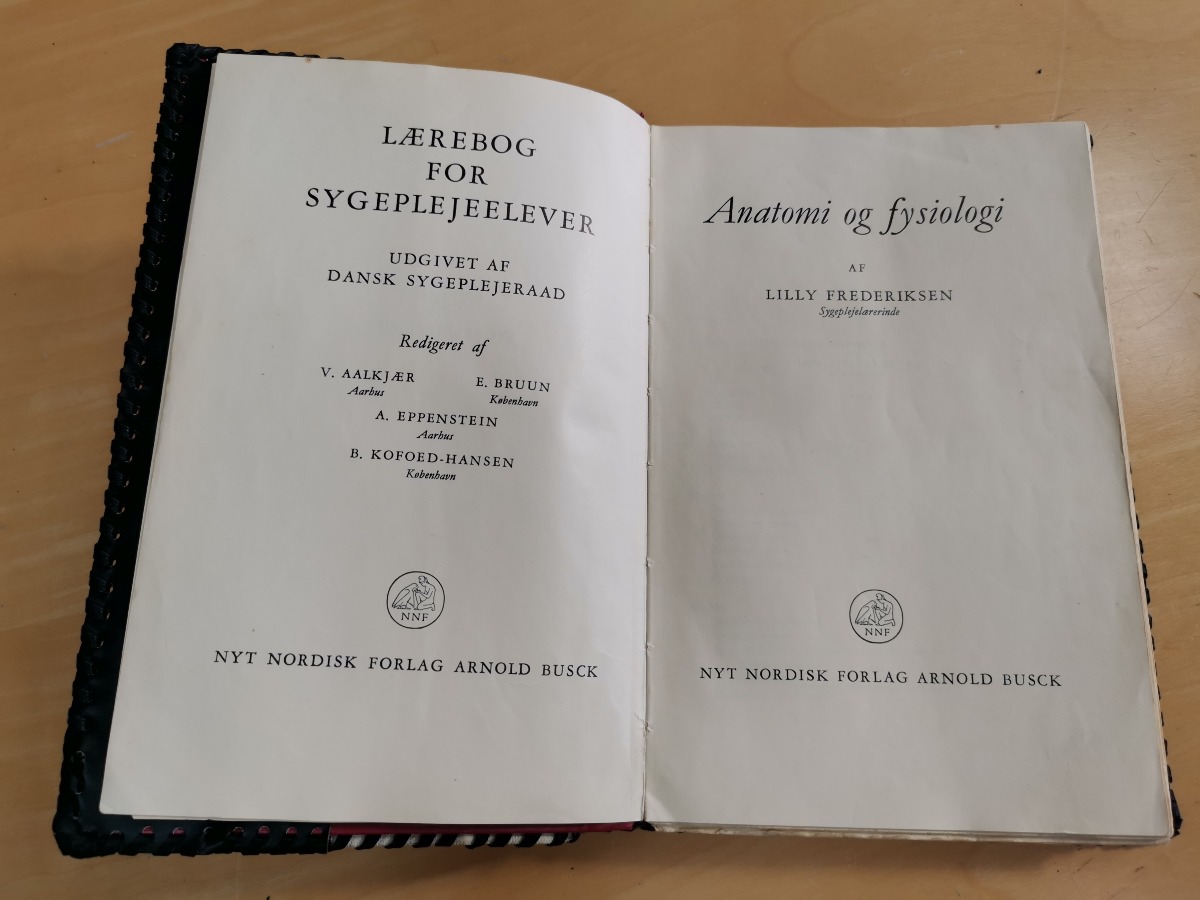 LÆREBOG
FOR
SYGEPLEJEELEVER
UDGIVET AF
DANSK SYGEPLEJERAAD
Redigeret af
V. AALKJÆR
Aarhus
E. BRUUN
København
A. EPPENSTEIN
Aarhus
B. KOFOED-HANSEN
København
NNF
NYT NORDISK FORLAG ARNOLD BUSCK
Anatomi og fysiologi
AF
LILLY FREDERIKSEN
Sygeplejelærerinde
NNF
NYT NORDISK FORLAG ARNOLD BUSCK